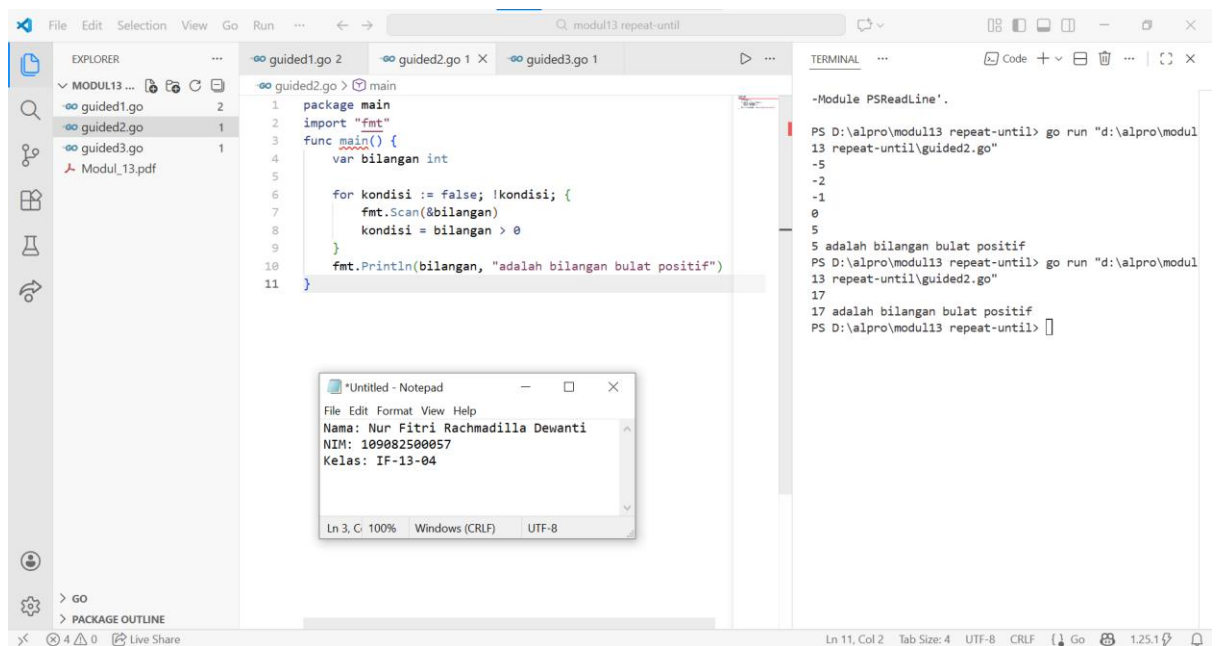 File Edit Selection View Go Run ... modul13 repeat-until
EXPLORER ...
MODUL13 ...
guided1.go 2
guided2.go 1
guided3.go 1
Modul_13.pdf
> GO
> PACKAGE OUTLINE
guided1.go 2 guided2.go 1 guided3.go 1 ...
guided2.go > main
1 package main
2 import "fmt"
3 func main() {
4 var bilangan int
5
6 for kondisi := false; !kondisi; {
7 fmt.Scan(&bilangan)
8 kondisi = bilangan > 0
9 }
10 fmt.Println(bilangan, "adalah bilangan bulat positif")
11 }
*Untitled - Notepad
File Edit Format View Help
Nama: Nur Fitri Rachmadilla Dewanti
NIM: 109082500057
Kelas: IF-13-04
Ln 3, C 100% Windows (CRLF) UTF-8
TERMINAL ... Code ...
-Module PSReadLine'.
PS D:\alpro\modul13 repeat-until> go run "d:\alpro\modul
13 repeat-until\guided2.go"
-5
-2
-1
0
5
5 adalah bilangan bulat positif
PS D:\alpro\modul13 repeat-until> go run "d:\alpro\modul
13 repeat-until\guided2.go"
17
17 adalah bilangan bulat positif
PS D:\alpro\modul13 repeat-until>
4 0 Live Share Ln 11, Col 2 Tab Size: 4 UTF-8 CRLF Go 1.25.1